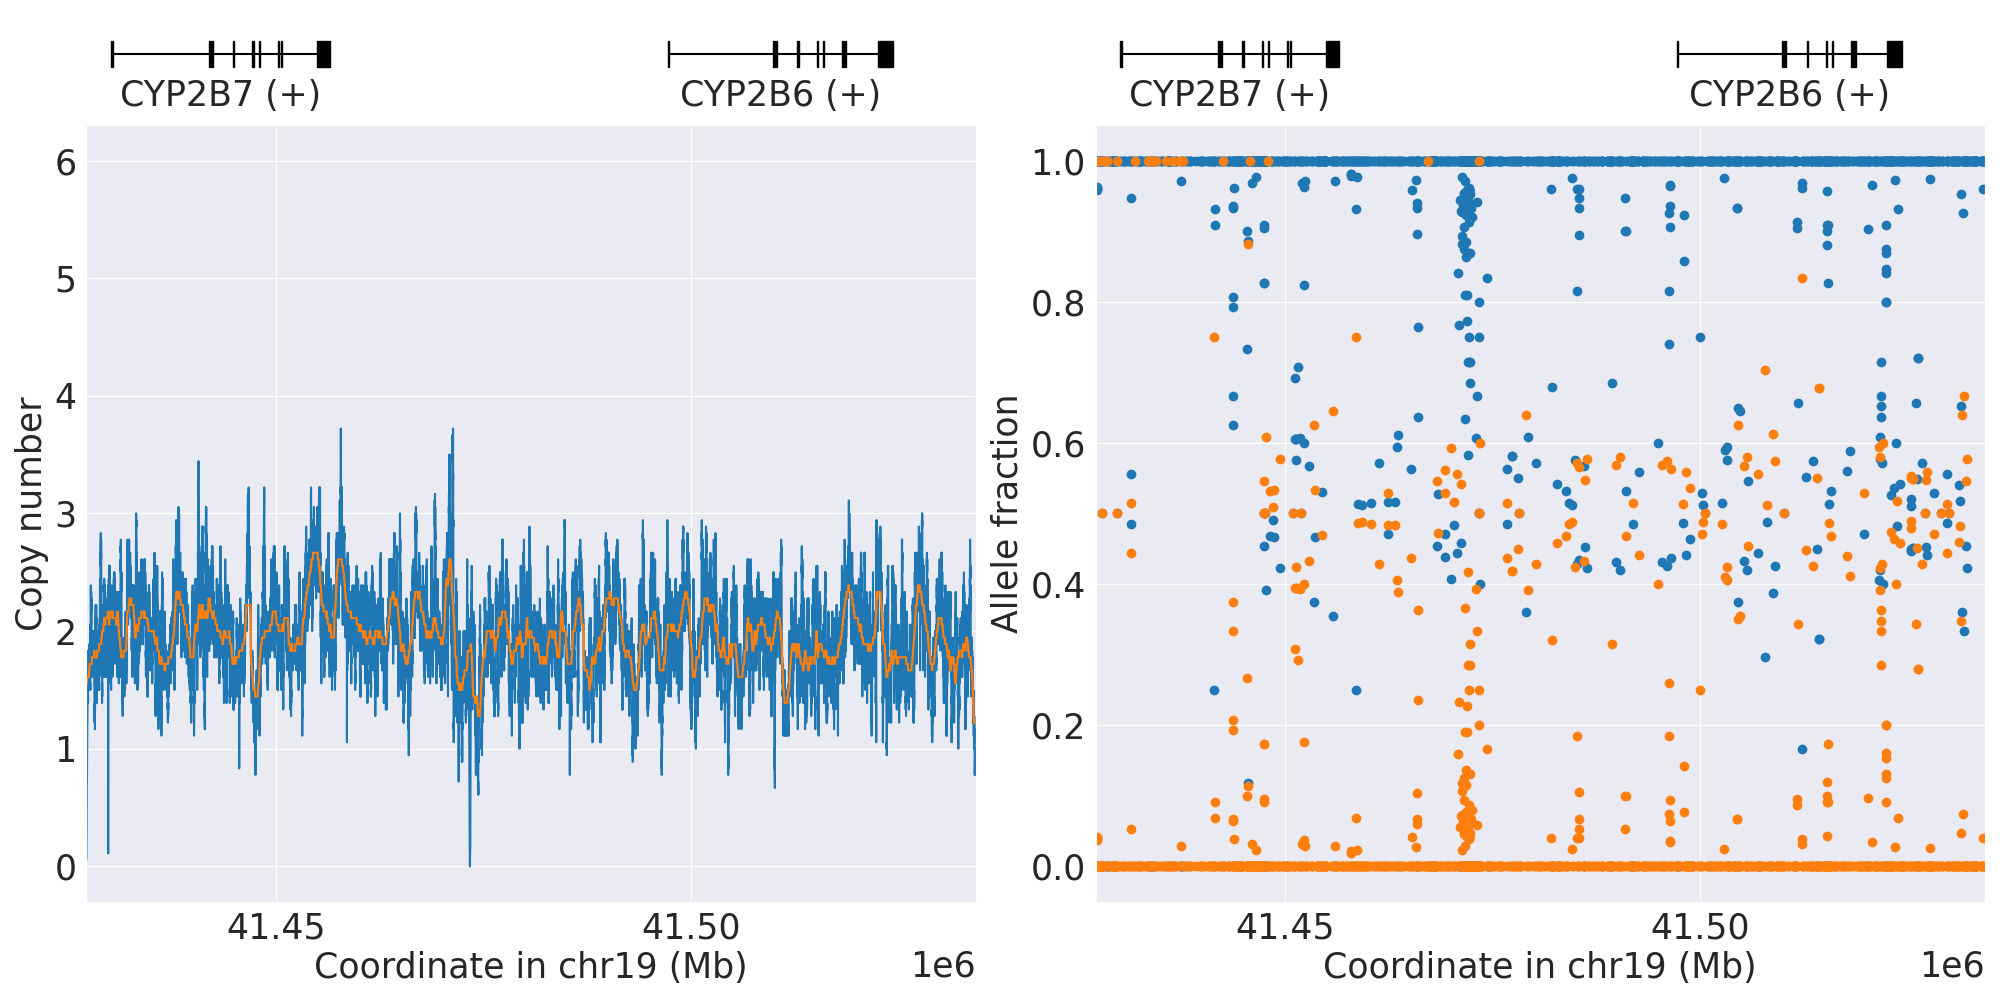 CYP2B7 (+)
CYP2B6 (+)
CYP2B7 (+)
CYP2B6 (+)
6
5
4
3
2
1
0
Copy number
41.45
41.50
Coordinate in chr19 (Mb)
1e6
1.0
0.8
0.6
0.4
0.2
0.0
Allele fraction
41.45
41.50
Coordinate in chr19 (Mb)
1e6